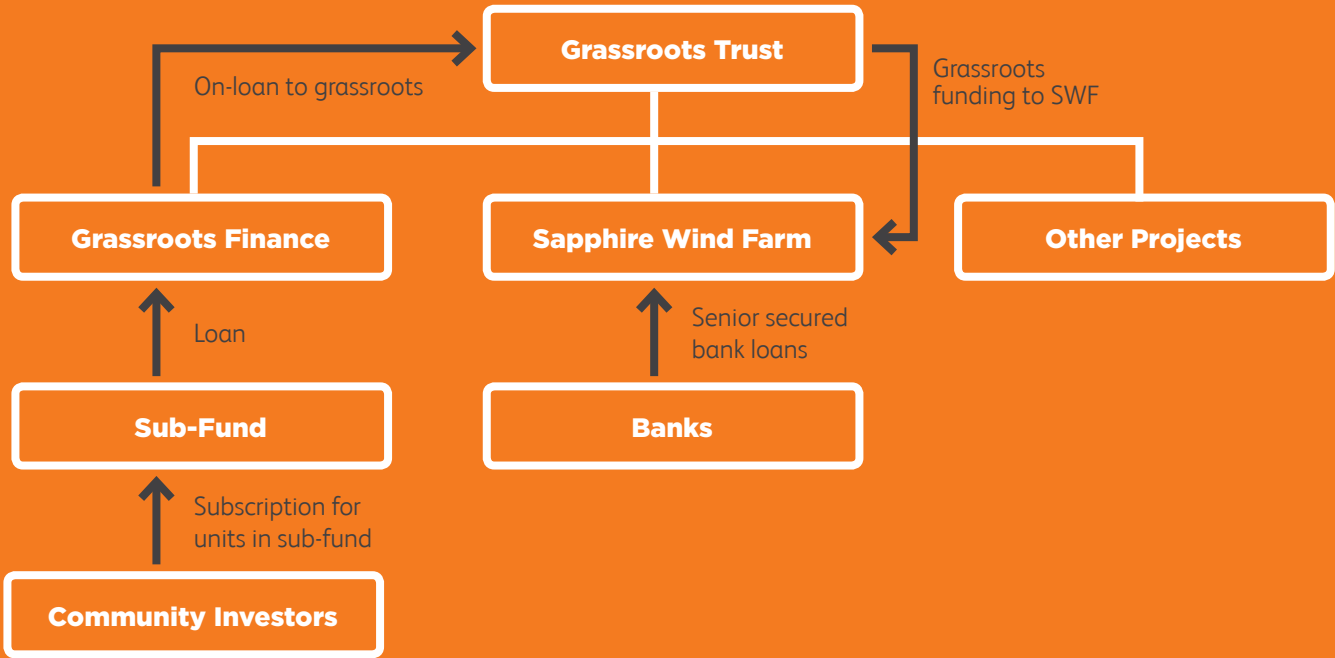 Grassroots Trust
On-loan to grassroots
Grassroots
funding to SWF
Grassroots Finance
Sapphire Wind Farm
Other Projects
Loan
Senior secured
bank loans
Sub-Fund
Banks
Subscription for
units in sub-fund
Community Investors